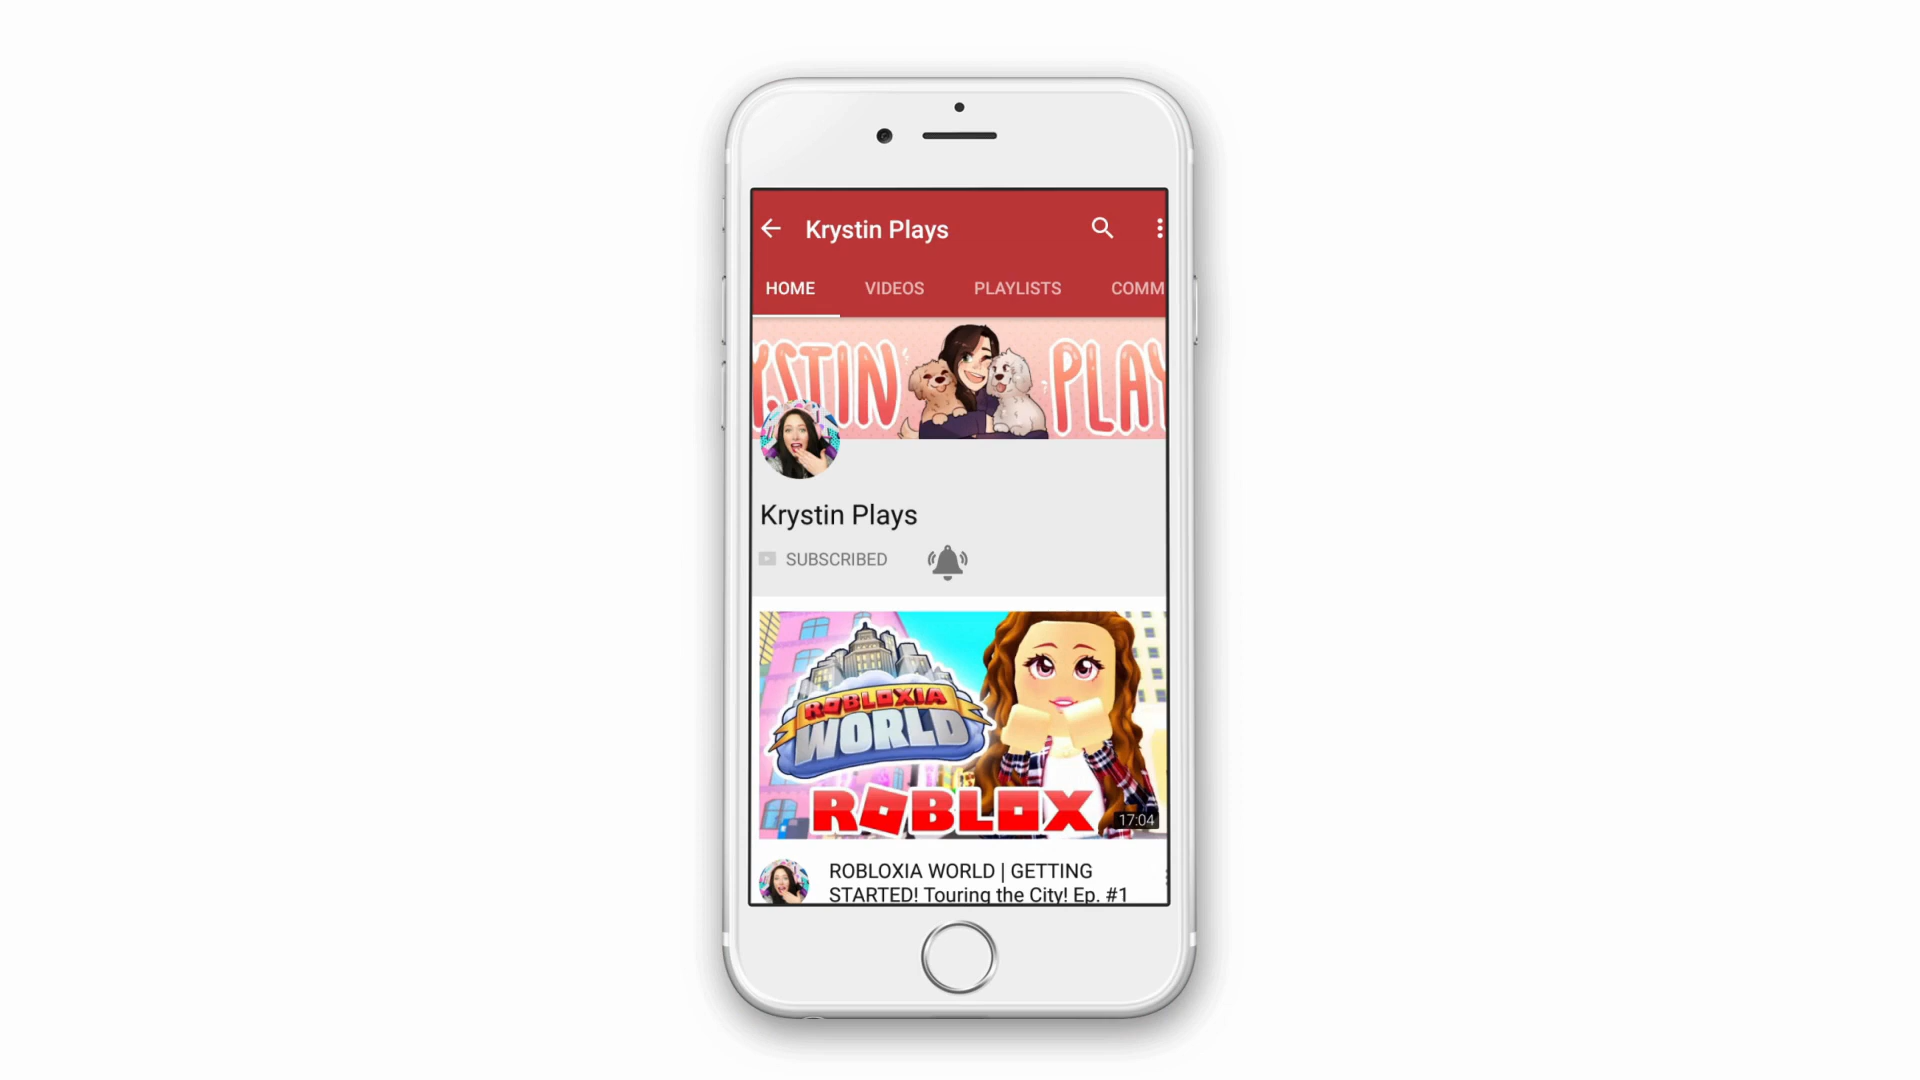 Krystin Plays
HOME VIDEOS PLAYLISTS COMM
YSTIN PLAY
Krystin Plays
SUBSCRIBED
ROBLOXIA
WORLD
ROBLOX
17:04
ROBLOXIA WORLD | GETTING
STARTED! Touring the City! Ep. #1